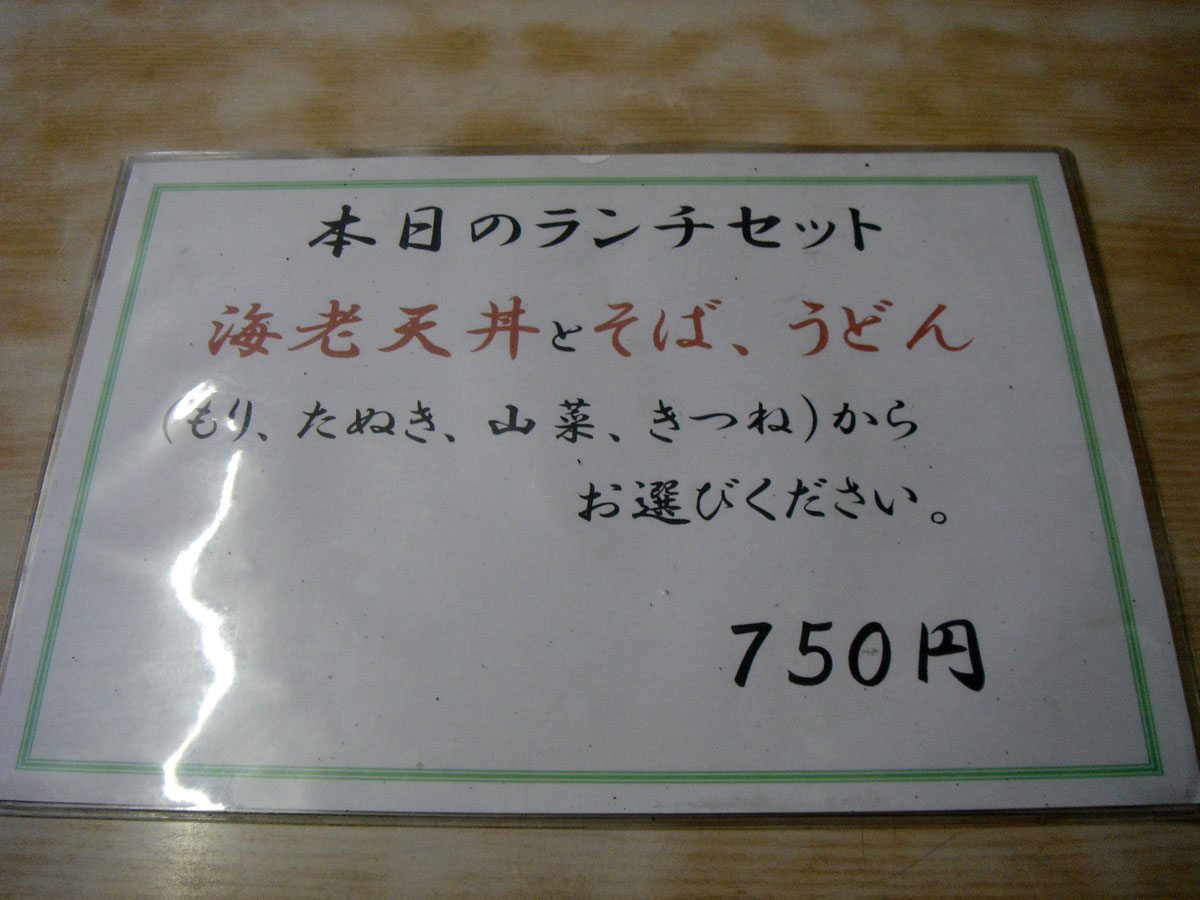 本日のランチセット
海老天丼とそば、うどん
(もり、たぬき、山菜、きつね)から
お選びください。
750円